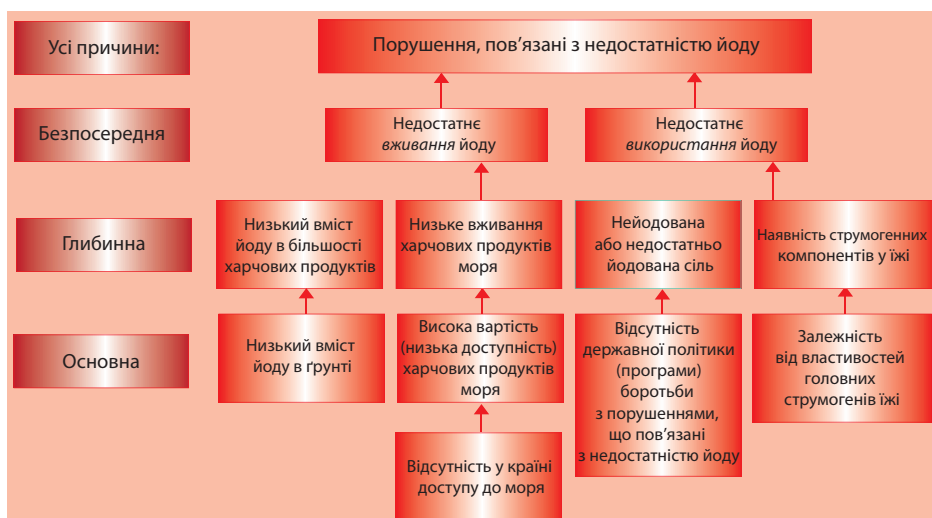 Усі причини:
Порушення, пов’язані з недостатністю йоду
Безпосередня
Недостатнє
вживання йоду
Недостатнє
використання йоду
Глибинна
Низький вміст
йоду в більшості
харчових продуктів
Низьке вживання
харчових продуктів
моря
Нейодована
або недостатньо
йодована сіль
Наявність струмогенних
компонентів у їжі
Основна
Низький вміст
йоду в ґрунті
Висока вартість
(низька доступність)
харчових продуктів
моря
Відсутність
державної політики
(програми)
боротьби
з порушеннями,
що пов’язані
з недостатністю йоду
Залежність
від властивостей
головних
струмогенів їжі
Відсутність у країні
доступу до моря